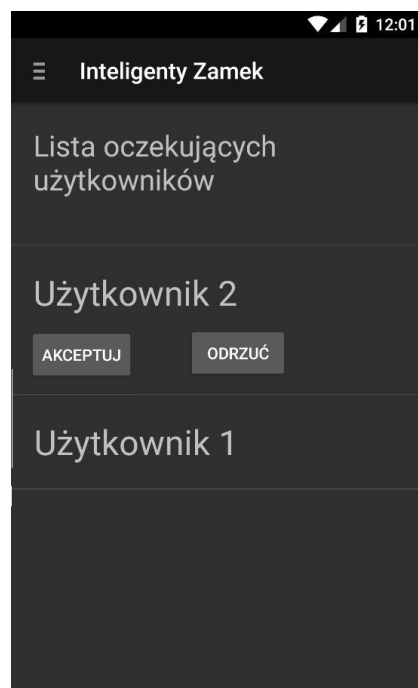 12:01
Inteligenty Zamek
Lista oczekujących
użytkowników
Użytkownik 2
AKCEPTUJ ODRZUĆ
Użytkownik 1